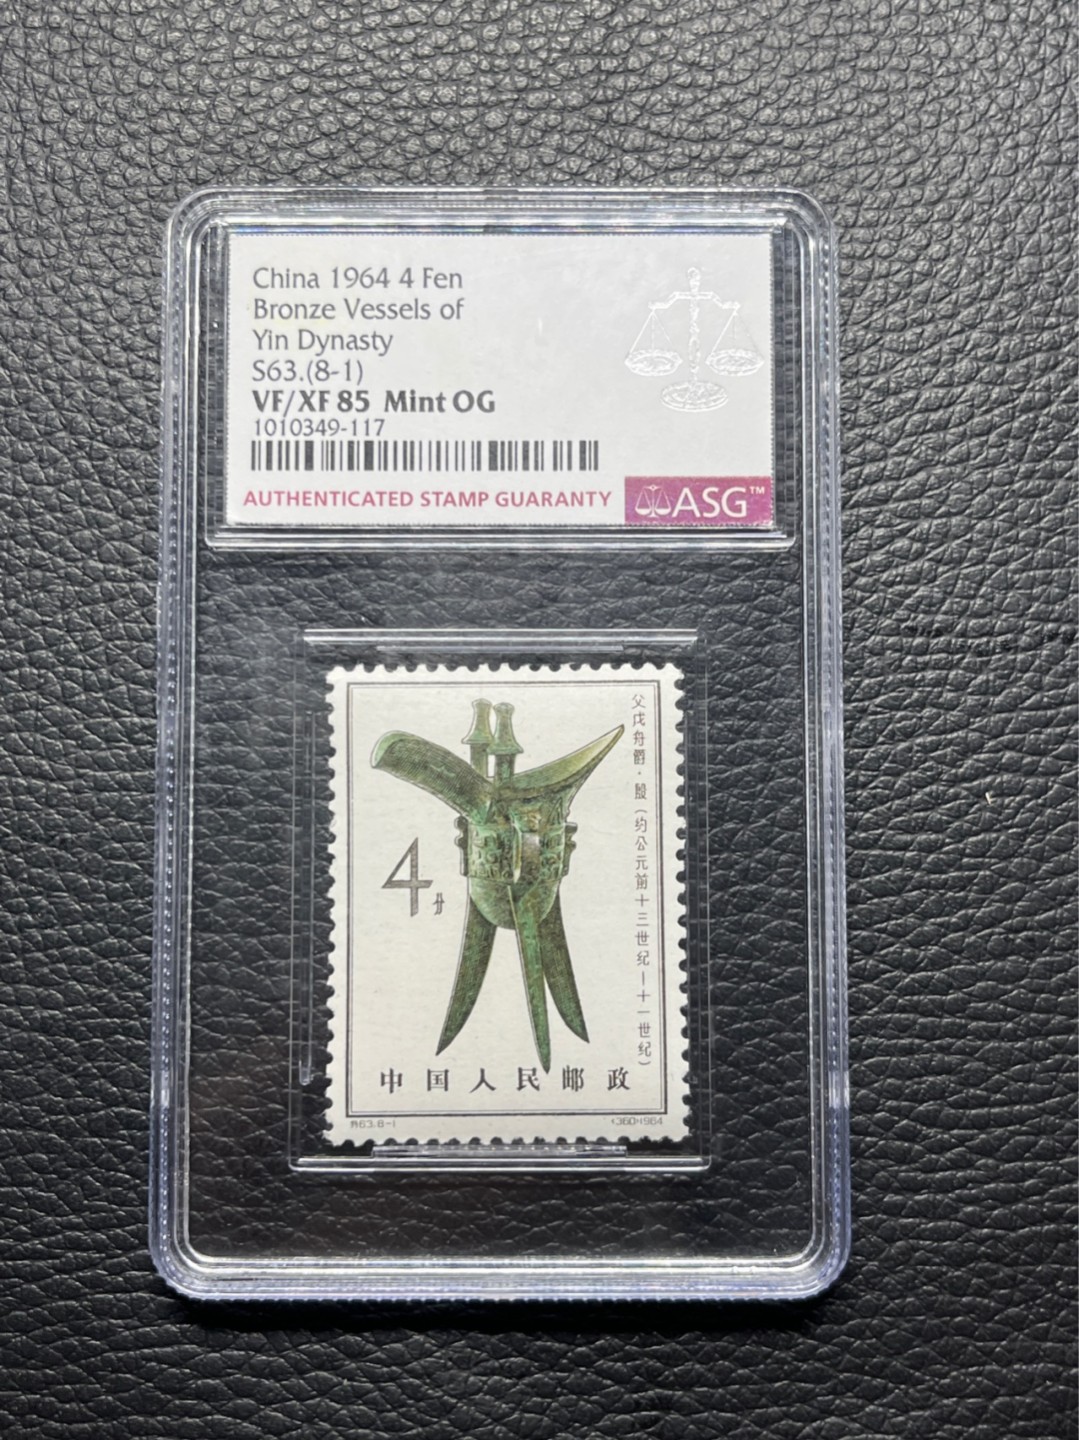 China 1964 4 Fen
Bronze Vessels of
Yin Dynasty
S63.(8-1)
VF/XF 85 Mint OG
1010349-117
AUTHENTICATED STAMP GUARANTY
ASG™
父戊舟爵·殷(约公元前十三世纪—十一世纪)
4分
中国人民邮政
特63.8-1
(360)1964